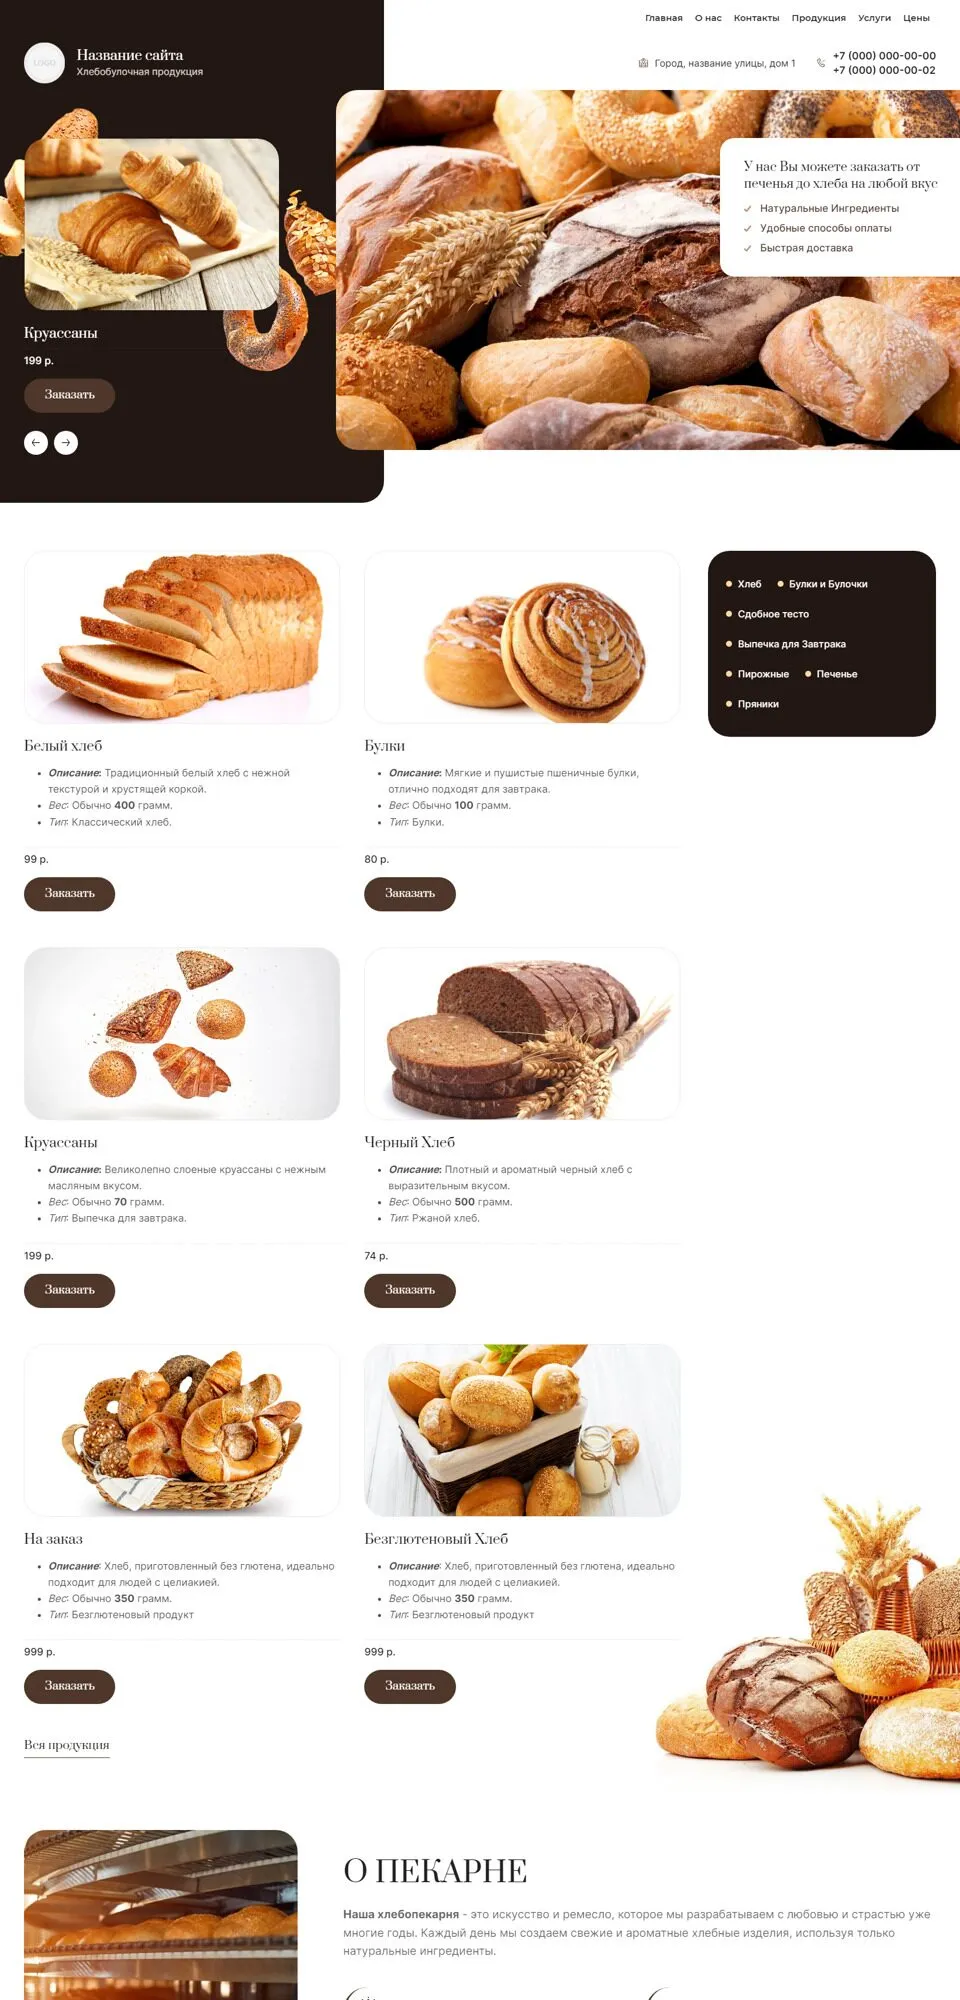 Главная О нас Контакты Продукция Услуги Цены
LOGO
Название сайта
Хлебобулочная продукция
Город, название улицы, дом 1
+7 (000) 000-00-00
+7 (000) 000-00-02
У нас Вы можете заказать от
печенья до хлеба на любой вкус
Натуральные Ингредиенты
Удобные способы оплаты
Быстрая доставка
Круассаны
199 р.
Заказать
Хлеб Булки и Булочки
Сдобное тесто
Выпечка для Завтрака
Пирожные Печенье
Пряники
Белый хлеб
Описание: Традиционный белый хлеб с нежной
текстурой и хрустящей коркой.
Вес: Обычно 400 грамм.
Тип: Классический хлеб.
99 р.
Заказать
Булки
Описание: Мягкие и пушистые пшеничные булки,
отлично подходят для завтрака.
Вес: Обычно 100 грамм.
Тип: Булки.
80 р.
Заказать
Круассаны
Описание: Великолепно слоеные круассаны с нежным
масляным вкусом.
Вес: Обычно 70 грамм.
Тип: Выпечка для завтрака.
199 р.
Заказать
Черный Хлеб
Описание: Плотный и ароматный черный хлеб с
выразительным вкусом.
Вес: Обычно 500 грамм.
Тип: Ржаной хлеб.
74 р.
Заказать
На заказ
Описание: Хлеб, приготовленный без глютена, идеально
подходит для людей с целиакией.
Вес: Обычно 350 грамм.
Тип: Безглютеновый продукт
999 р.
Заказать
Безглютеновый Хлеб
Описание: Хлеб, приготовленный без глютена, идеально
подходит для людей с целиакией.
Вес: Обычно 350 грамм.
Тип: Безглютеновый продукт
999 р.
Заказать
Вся продукция
О ПЕКАРНЕ
Наша хлебопекарня - это искусство и ремесло, которое мы разрабатываем с любовью и страстью уже
многие годы. Каждый день мы создаем свежие и ароматные хлебные изделия, используя только
натуральные ингредиенты.